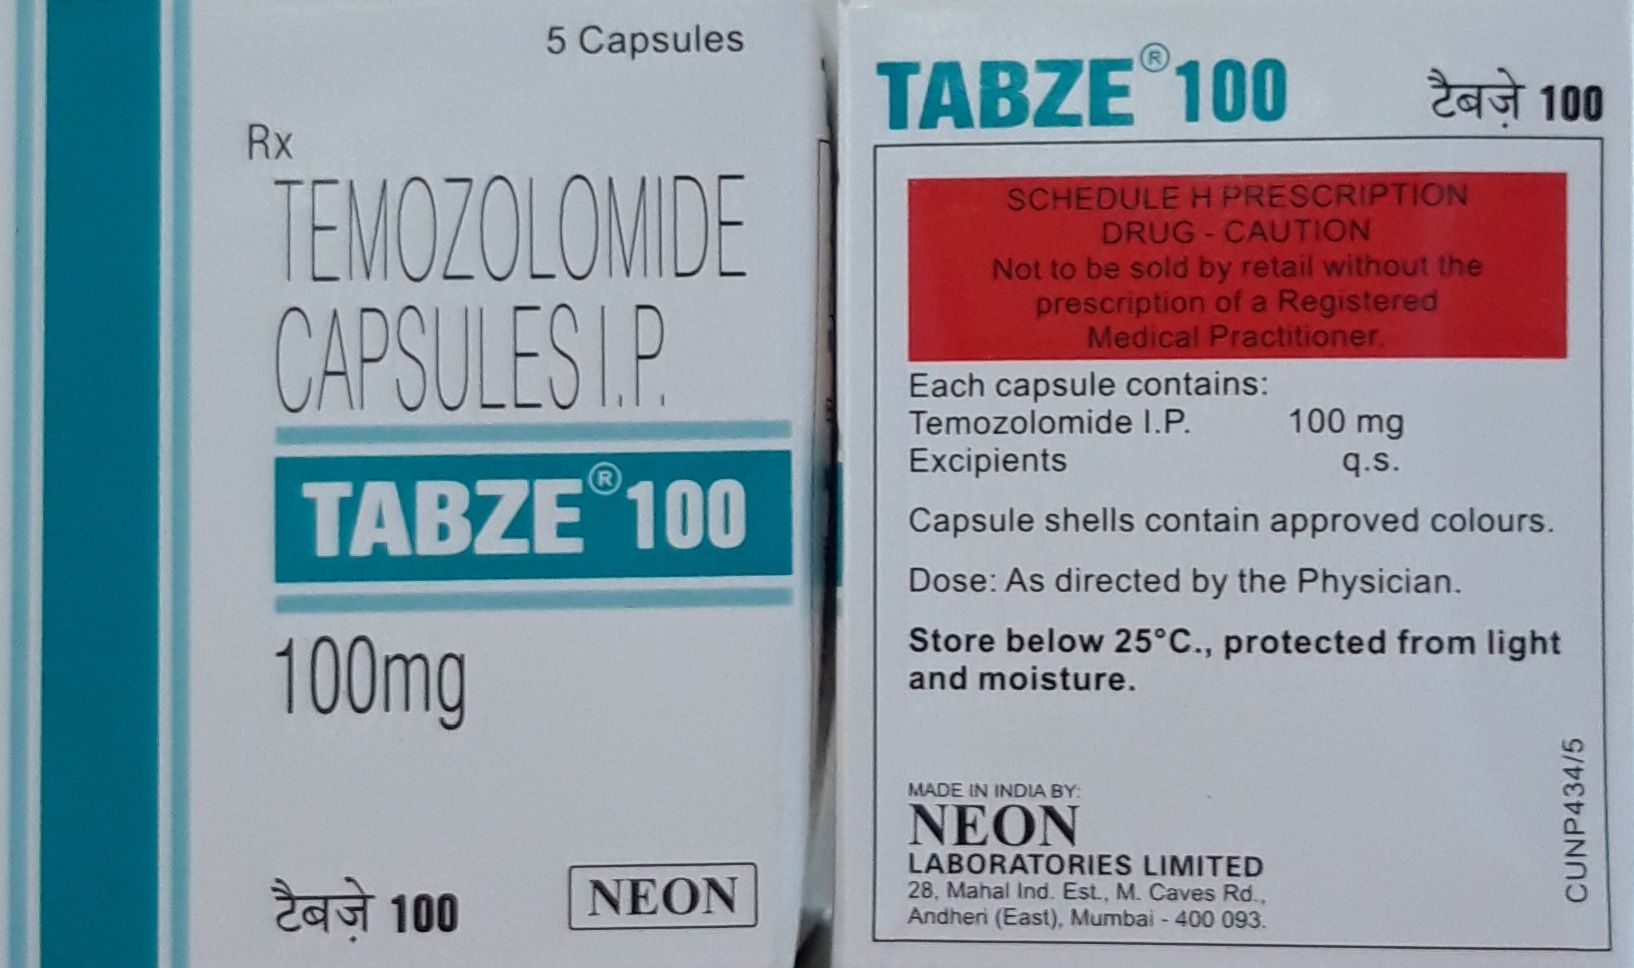 5 Capsules
Rx
TEMOZOLOMIDE
CAPSULES I.P.
TABZE® 100
100mg
टैबज़े 100
NEON
TABZE® 100
टैबज़े 100
SCHEDULE H PRESCRIPTION
DRUG - CAUTION
Not to be sold by retail without the
prescription of a Registered
Medical Practitioner.
Each capsule contains:
Temozolomide I.P. 100 mg
Excipients q.s.
Capsule shells contain approved colours.
Dose: As directed by the Physician.
Store below 25°C., protected from light
and moisture.
MADE IN INDIA BY:
NEON
LABORATORIES LIMITED
28, Mahal Ind. Est., M. Caves Rd.,
Andheri (East), Mumbai - 400 093.
CUNP434/5